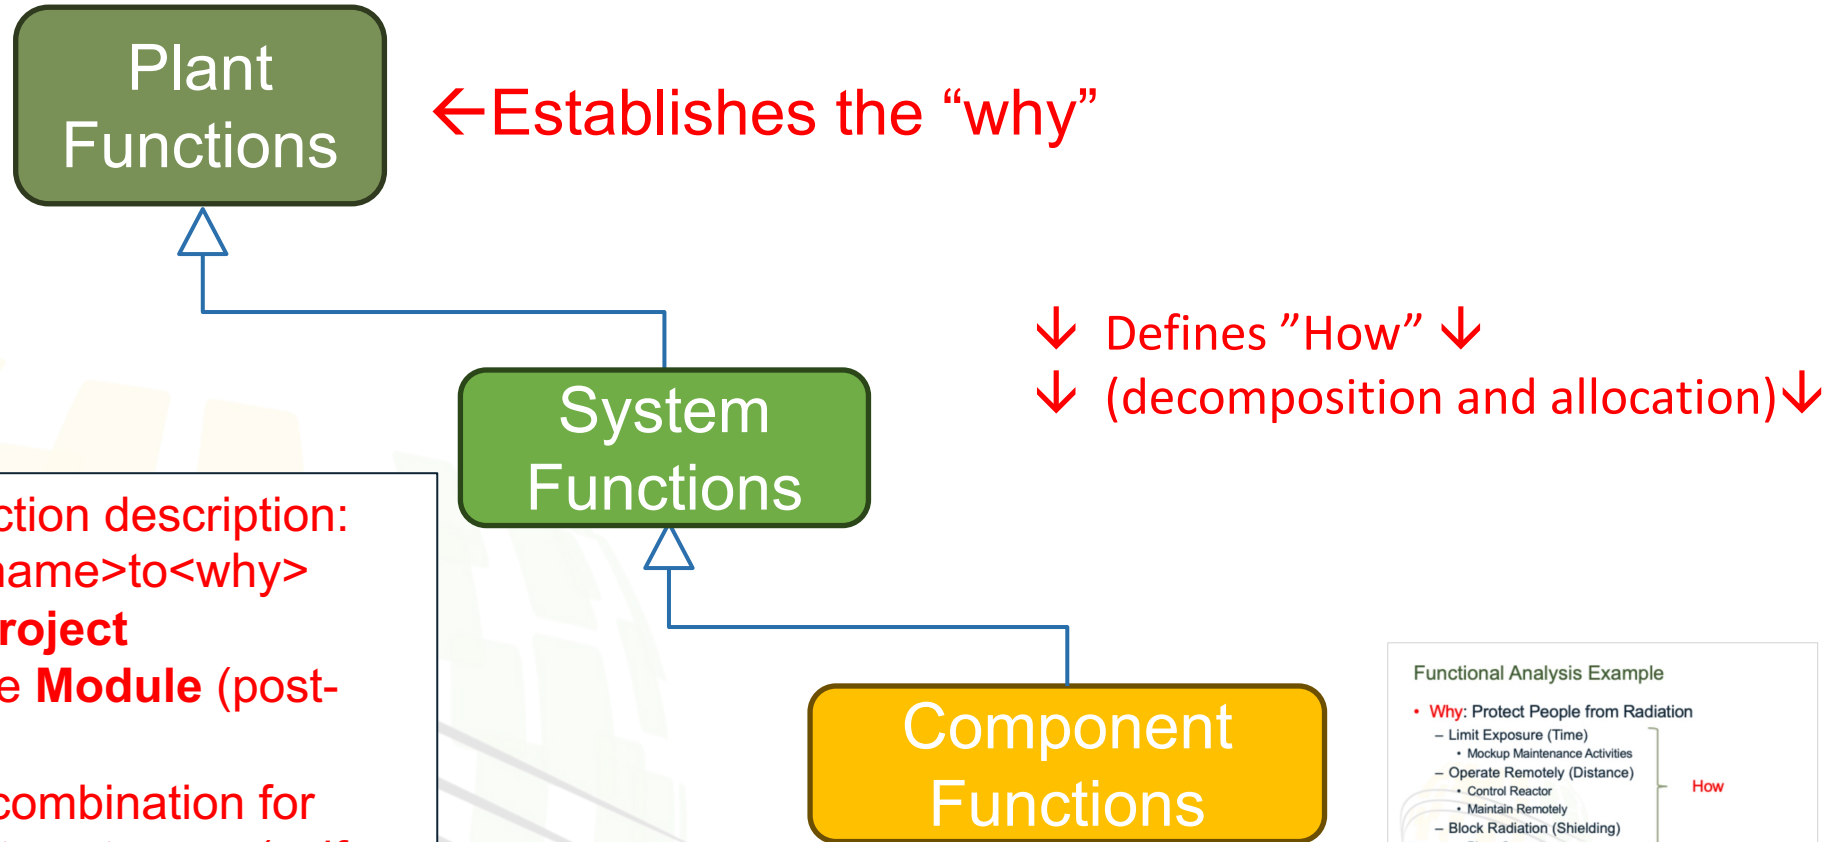 Plant
Functions
←Establishes the “why”
↓ Defines ”How” ↓
↓ (decomposition and allocation)↓
System
Functions
ction description:
name>to<why>
roject
e Module (post-
combination for
Component
Functions
Functional Analysis Example
• Why: Protect People from Radiation
– Limit Exposure (Time)
• Mockup Maintenance Activities
– Operate Remotely (Distance)
• Control Reactor
• Maintain Remotely
– Block Radiation (Shielding)
How